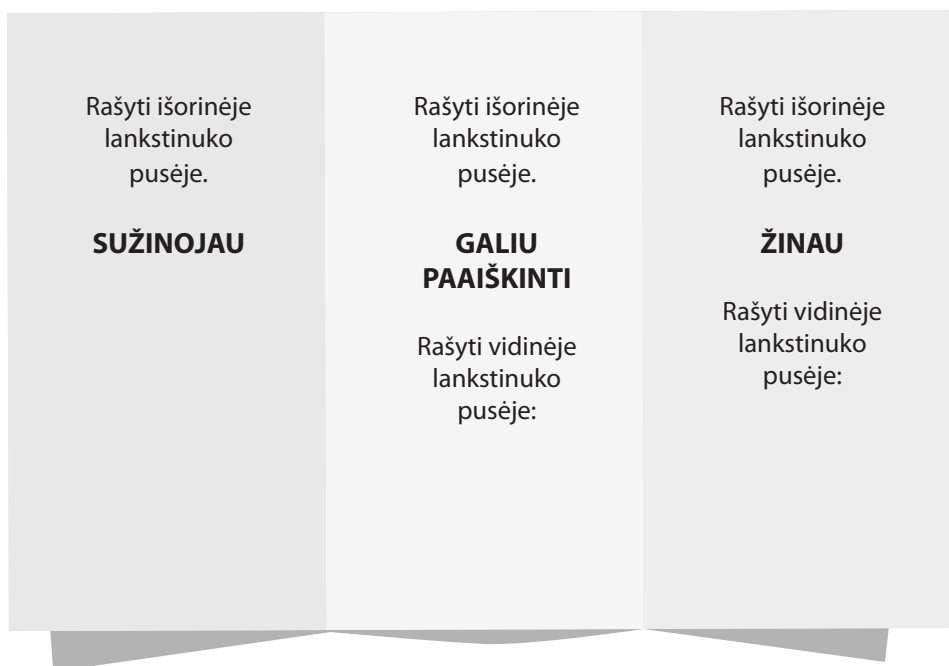 Rašyti išorinėje
lankstinuko
pusėje.
SUŽINOJAU
Rašyti išorinėje
lankstinuko
pusėje.
GALIU
PAAIŠKINTI
Rašyti vidinėje
lankstinuko
pusėje:
Rašyti išorinėje
lankstinuko
pusėje.
ŽINAU
Rašyti vidinėje
lankstinuko
pusėje: